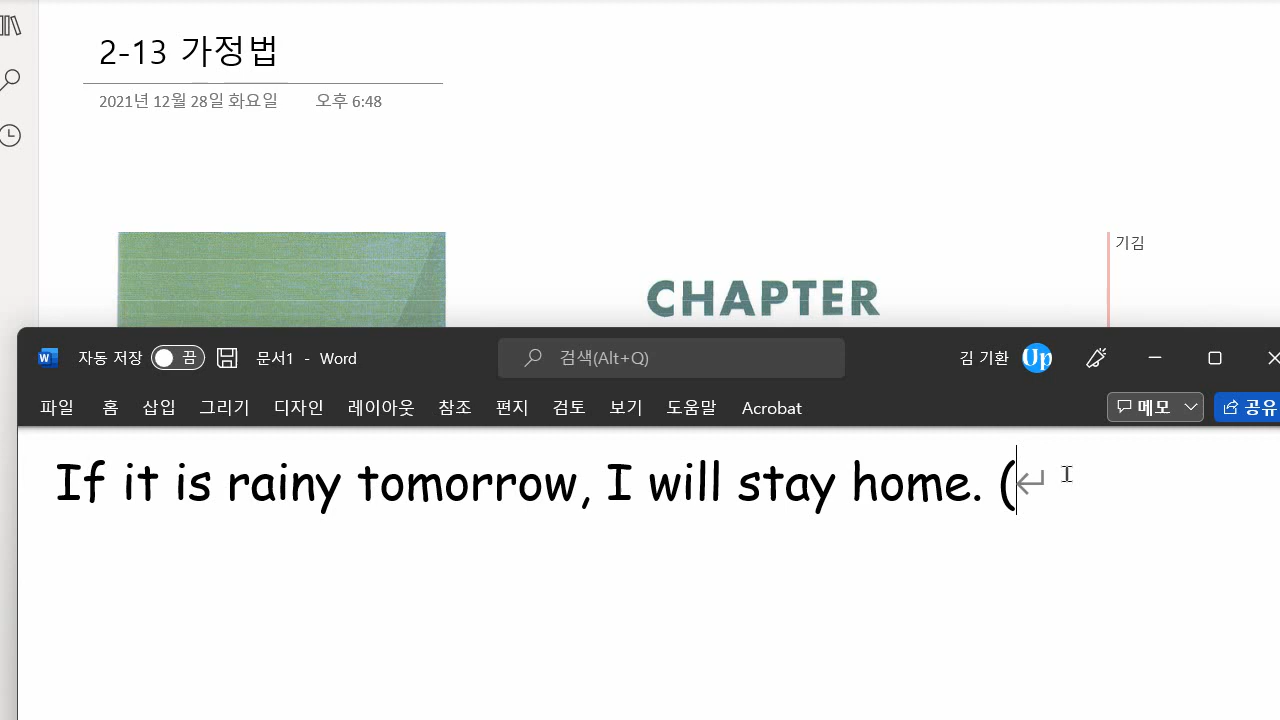 2-13 가정법
2021년 12월 28일 화요일 오후 6:48
기김
CHAPTER
자동 저장 끔 문서1 - Word 검색(Alt+Q) 김 기환 Up
파일 홈 삽입 그리기 디자인 레이아웃 참조 편지 검토 보기 도움말 Acrobat 메모 공유
If it is rainy tomorrow, I will stay home. (